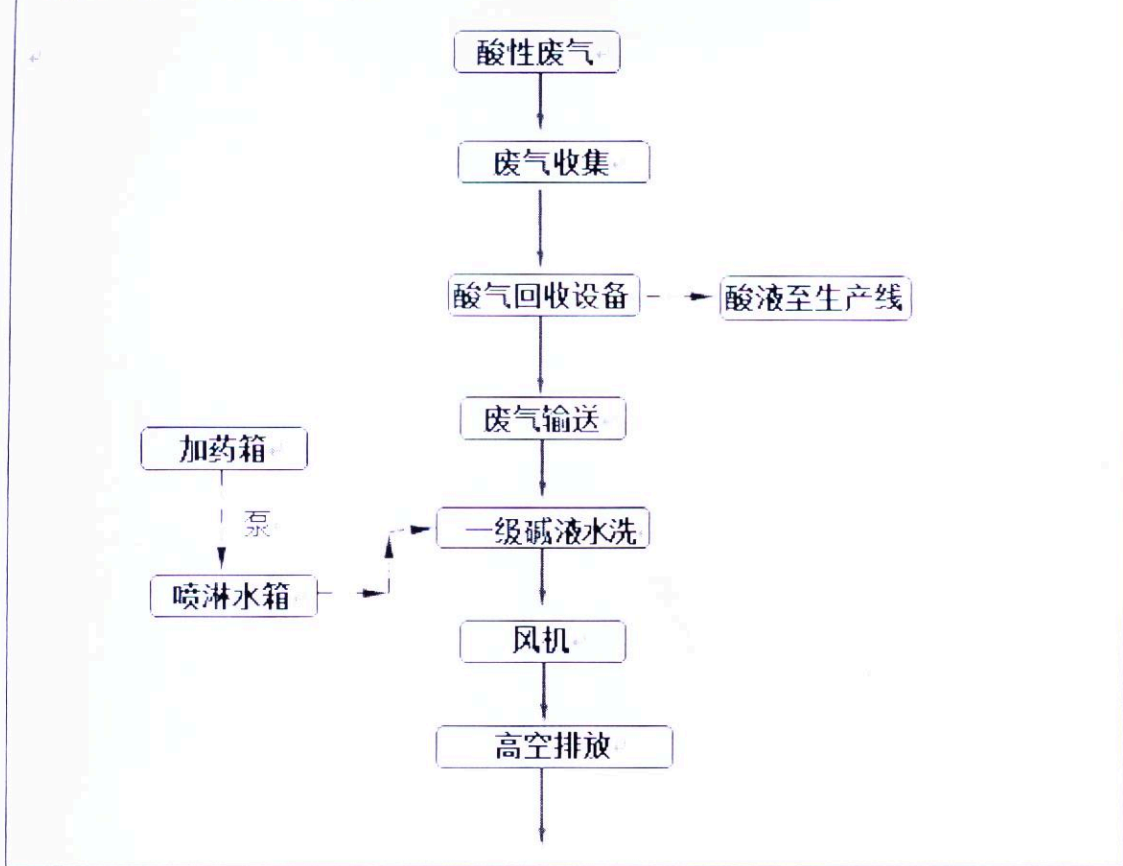 酸性废气
废气收集
酸气回收设备
酸液至生产线
废气输送
加药箱
泵
一级碱液水洗
喷淋水箱
风机
高空排放